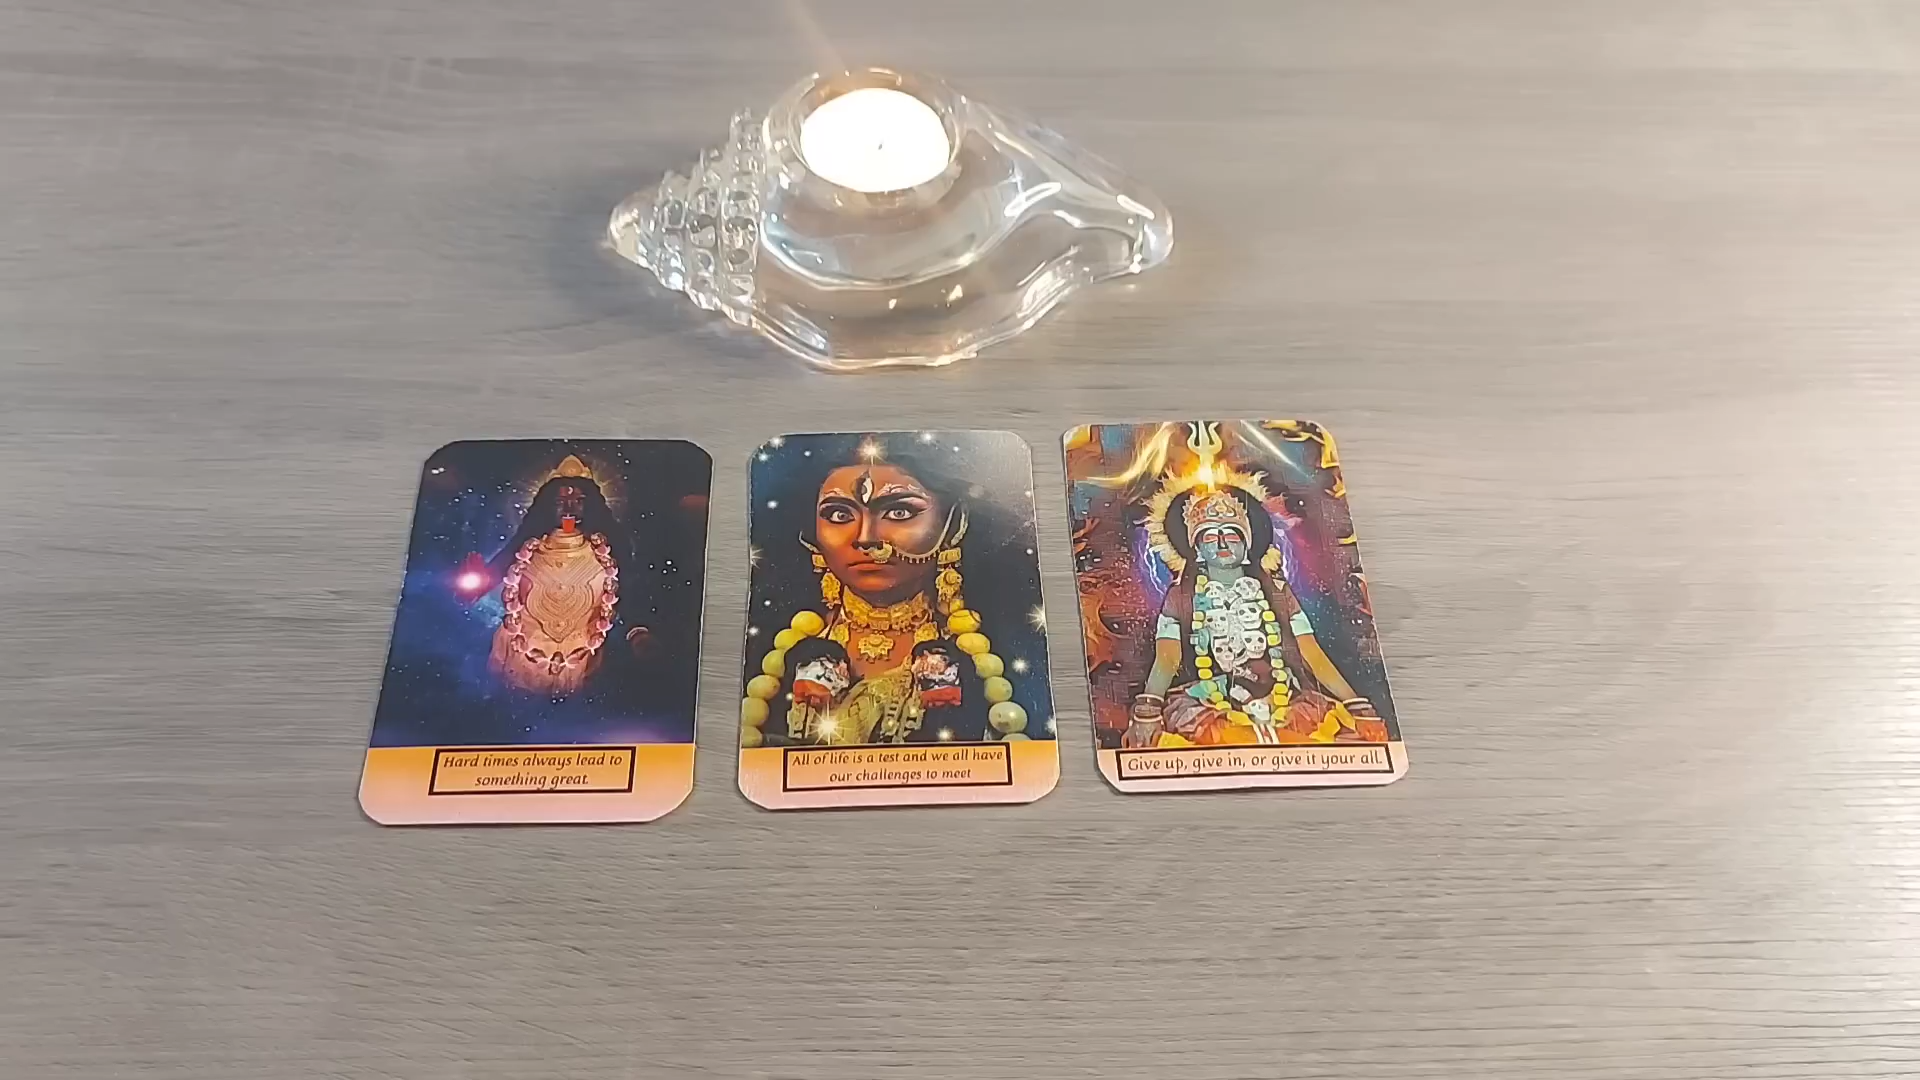 Hard times always lead to
something great.
All of life is a test and we all have
our challenges to meet
Give up, give in, or give it your all.